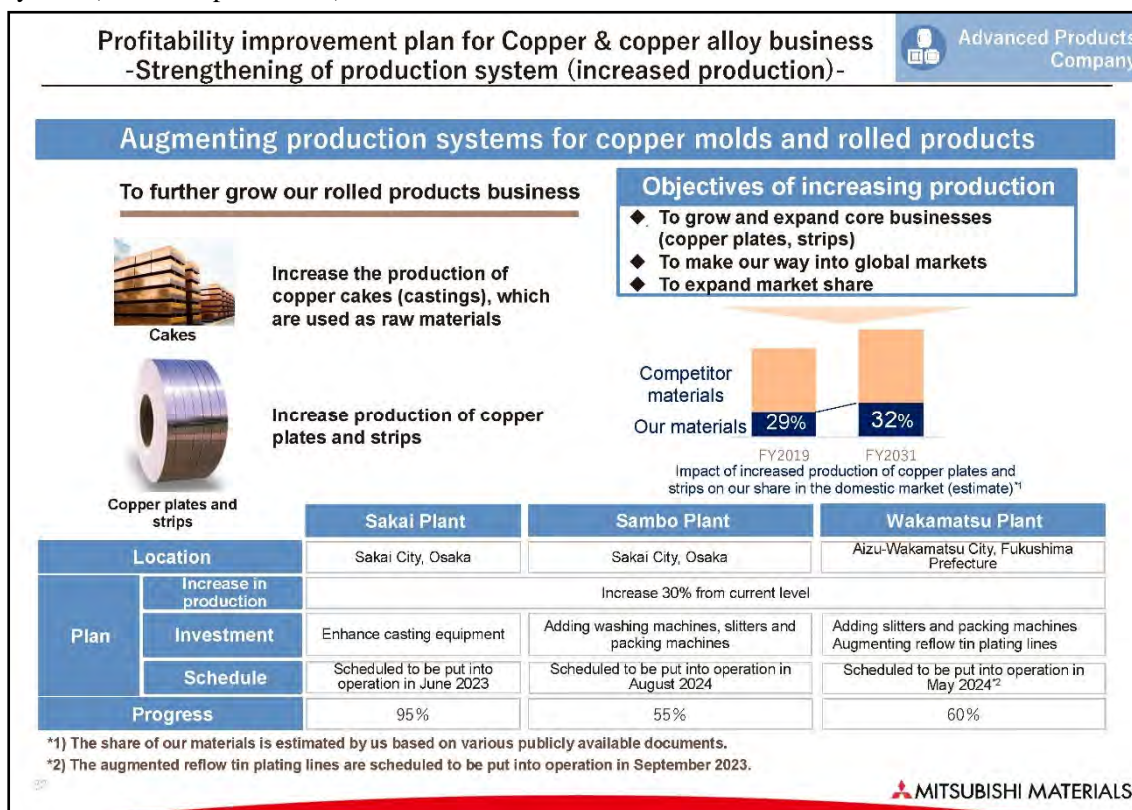 Profitability improvement plan for Copper & copper alloy business
-Strengthening of production system (increased production)-
Advanced Products
Company
Augmenting production systems for copper molds and rolled products
To further grow our rolled products business
Cakes
Increase the production of
copper cakes (castings), which
are used as raw materials
Copper plates and
strips
Increase production of copper
plates and strips
Objectives of increasing production
◆ To grow and expand core businesses
(copper plates, strips)
◆ To make our way into global markets
◆ To expand market share
Competitor
materials
Our materials
29%
32%
FY2019
FY2031
Impact of increased production of copper plates and
strips on our share in the domestic market (estimate)*1
Sakai Plant
Sambo Plant
Wakamatsu Plant
Location
Sakai City, Osaka
Sakai City, Osaka
Aizu-Wakamatsu City, Fukushima
Prefecture
Plan
Increase in
production
Increase 30% from current level
Investment
Enhance casting equipment
Adding washing machines, slitters and
packing machines
Adding slitters and packing machines
Augmenting reflow tin plating lines
Schedule
Scheduled to be put into
operation in June 2023
Scheduled to be put into operation in
August 2024
Scheduled to be put into operation in
May 2024*2
Progress
95%
55%
60%
*1) The share of our materials is estimated by us based on various publicly available documents.
*2) The augmented reflow tin plating lines are scheduled to be put into operation in September 2023.
MITSUBISHI MATERIALS